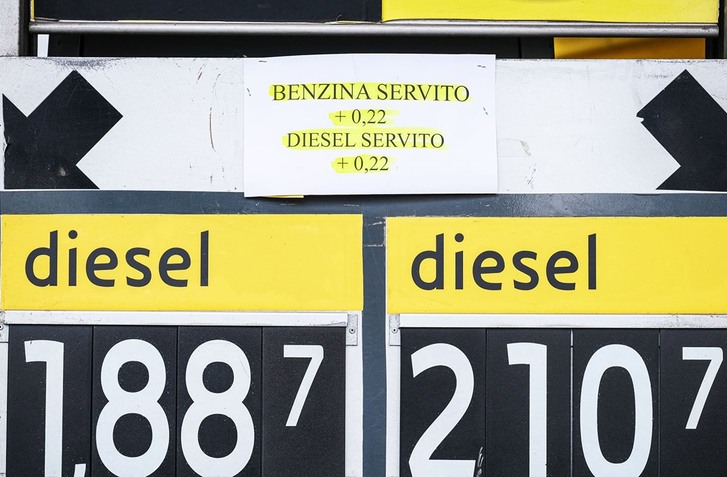 BENZINA SERVITO
+ 0,22
DIESEL SERVITO
+ 0,22
diesel
diesel
1,887
2,107